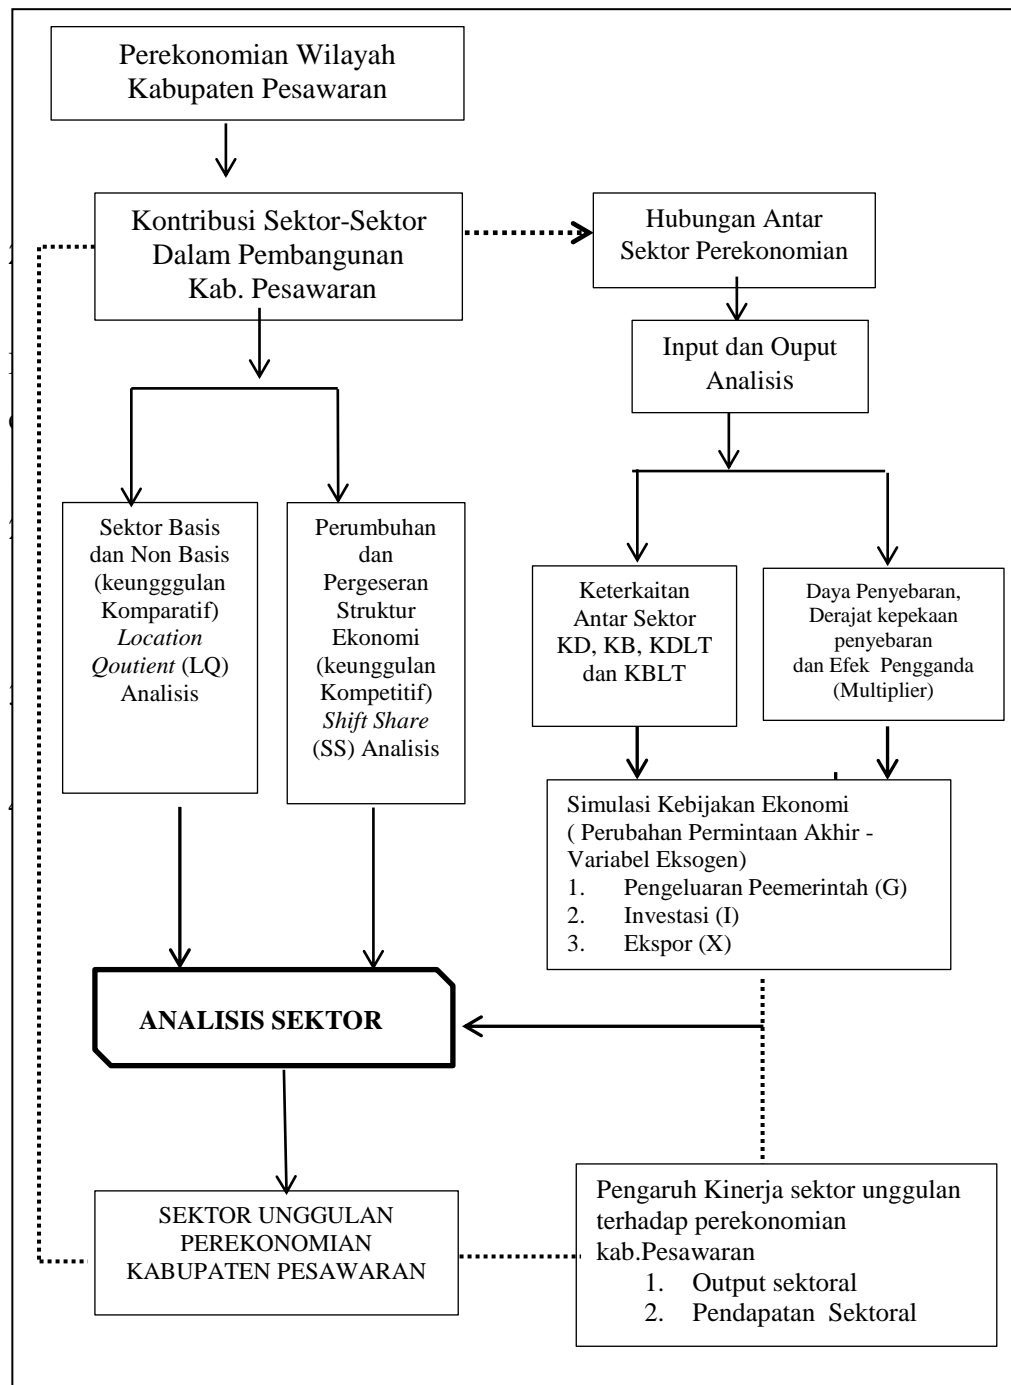 Perekonomian Wilayah
Kabupaten Pesawaran
Kontribusi Sektor-Sektor
Dalam Pembangunan
Kab. Pesawaran
Hubungan Antar
Sektor Perekonomian
Input dan Ouput
Analisis
Sektor Basis
dan Non Basis
(keungggulan
Komparatif)
Location
Qoutient (LQ)
Analisis
Perumbuhan
dan
Pergeseran
Struktur
Ekonomi
(keunggulan
Kompetitif)
Shift Share
(SS) Analisis
Keterkaitan
Antar Sektor
KD, KB, KDLT
dan KBLT
Daya Penyebaran,
Derajat kepekaan
penyebaran
dan Efek Pengganda
(Multiplier)
Simulasi Kebijakan Ekonomi
( Perubahan Permintaan Akhir -
Variabel Eksogen)
1. Pengeluaran Peemerintah (G)
2. Investasi (I)
3. Ekspor (X)
ANALISIS SEKTOR
SEKTOR UNGGULAN
PEREKONOMIAN
KABUPATEN PESAWARAN
Pengaruh Kinerja sektor unggulan
terhadap perekonomian
kab.Pesawaran
1. Output sektoral
2. Pendapatan Sektoral